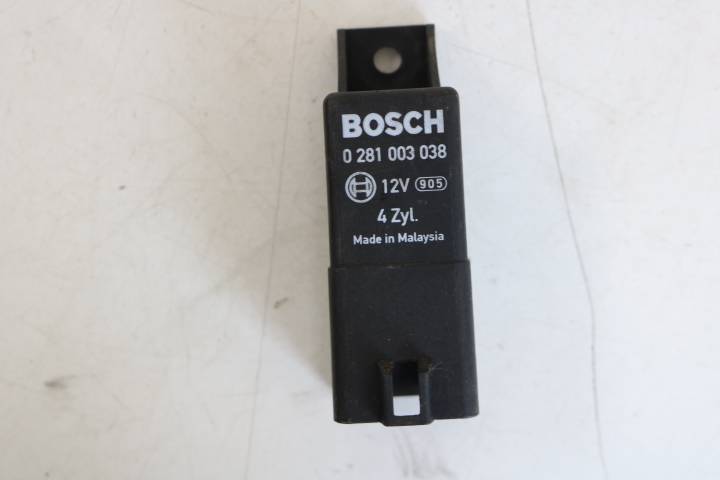 BOSCH
0 281 003 038
12V 905
4 Zyl.
Made in Malaysia